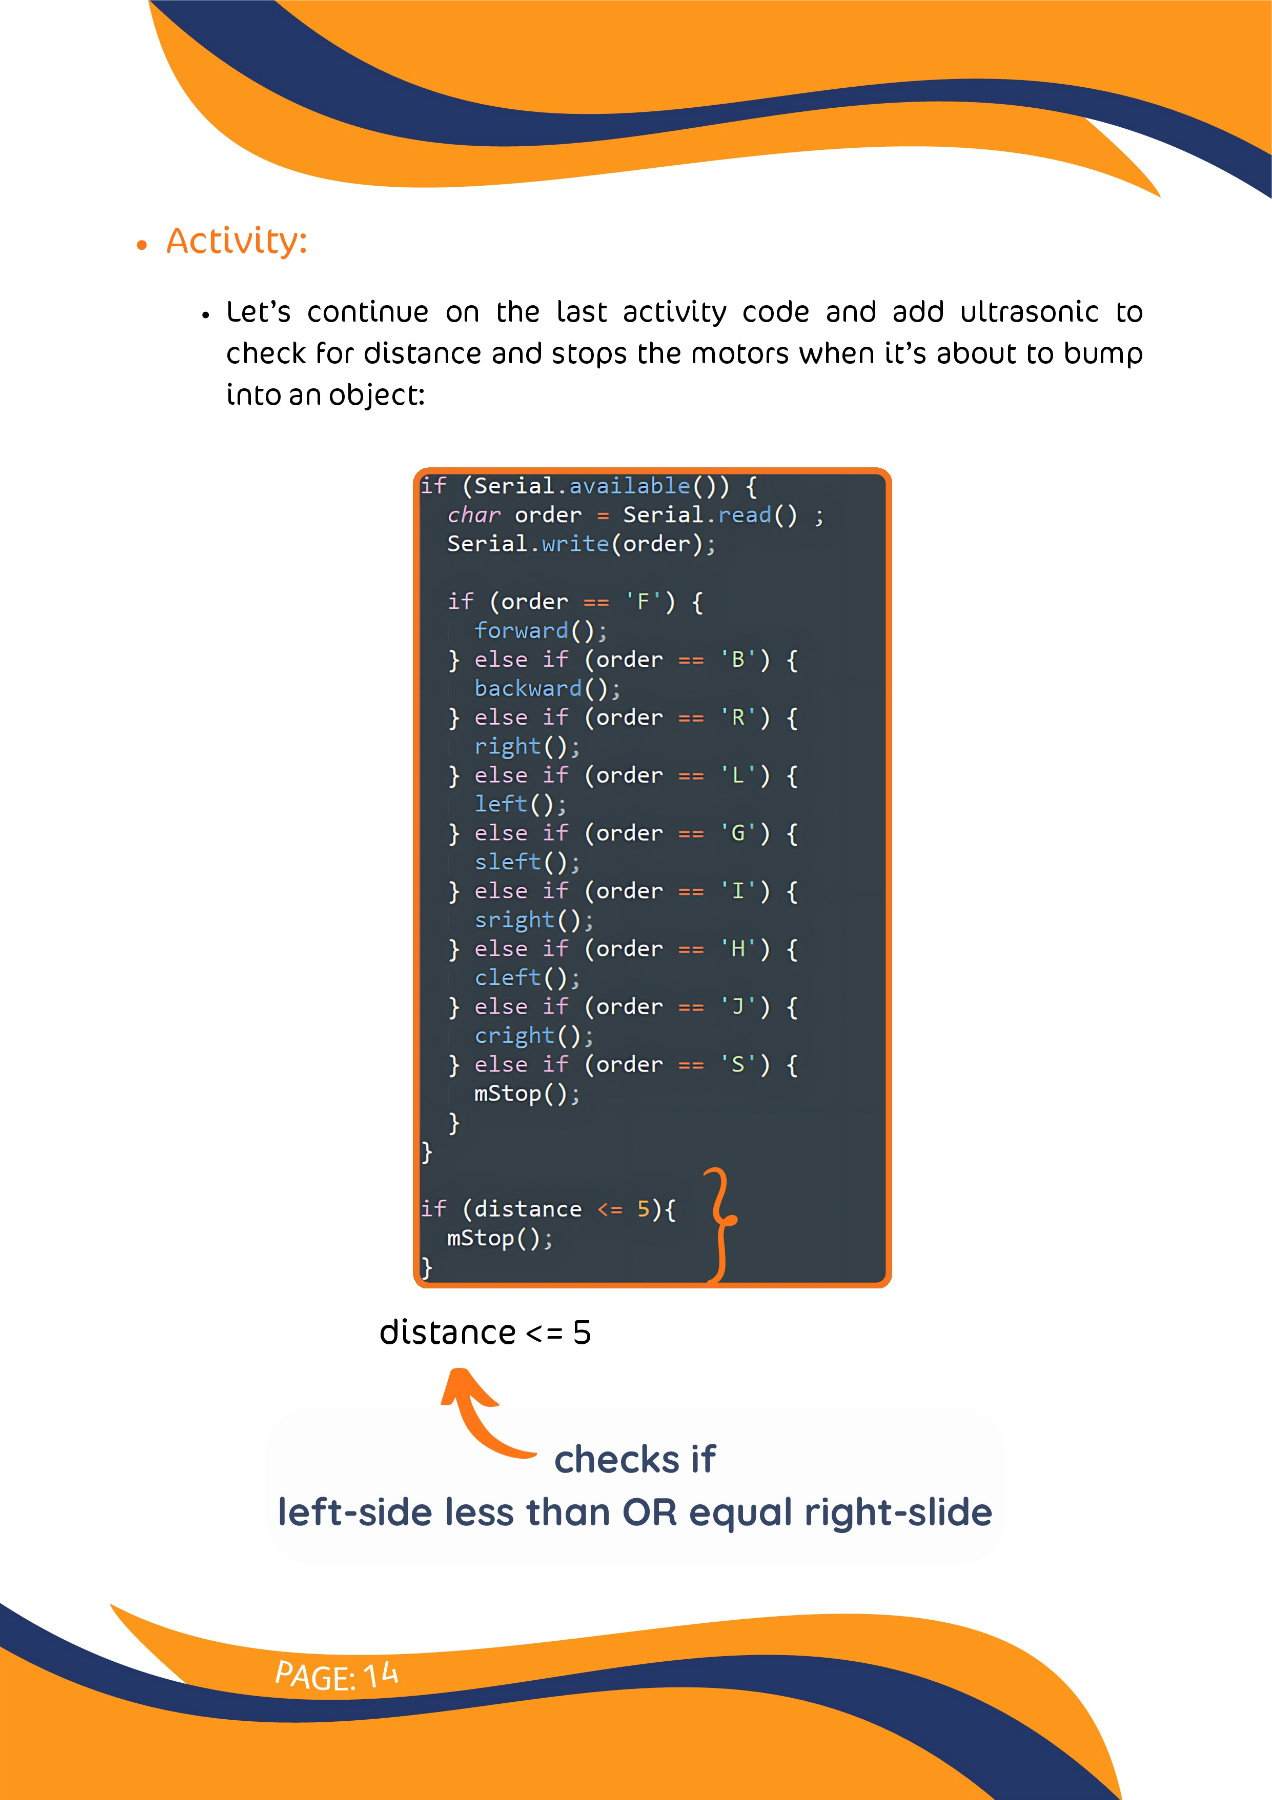 • Activity:
• Let's continue on the last activity code and add ultrasonic to
check for distance and stops the motors when it's about to bump
into an object:
if (Serial.available()) {
  char order = Serial.read() ;
  Serial.write(order);
  if (order == 'F') {
    forward();
  } else if (order == 'B') {
    backward();
  } else if (order == 'R') {
    right();
  } else if (order == 'L') {
    left();
  } else if (order == 'G') {
    sleft();
  } else if (order == 'I') {
    sright();
  } else if (order == 'H') {
    cleft();
  } else if (order == 'J') {
    cright();
  } else if (order == 'S') {
    mStop();
  }
}
if (distance <= 5){
  mStop();
}
distance <= 5
checks if
left-side less than OR equal right-slide
PAGE: 14